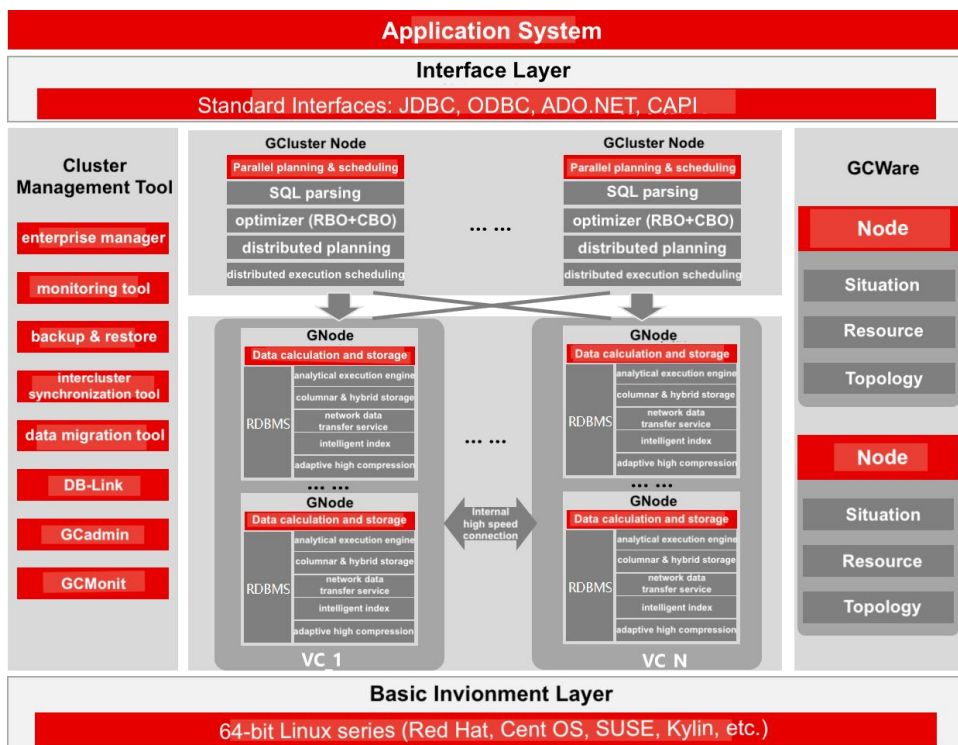 Application System
Interface Layer
Standard Interfaces: JDBC, ODBC, ADO.NET, CAPI
Cluster
Management Tool
enterprise manager
monitoring tool
backup & restore
intercluster
synchronization tool
data migration tool
DB-Link
GCadmin
GCMonit
GCluster Node
Parallel planning & scheduling
SQL parsing
optimizer (RBO+CBO)
distributed planning
distributed execution scheduling
... ...
GCluster Node
Parallel planning & scheduling
SQL parsing
optimizer (RBO+CBO)
distributed planning
distributed execution scheduling
GNode
Data calculation and storage
RDBMS
analytical execution engine
columnar & hybrid storage
network data
transfer service
intelligent index
adaptive high compression
... ...
GNode
Data calculation and storage
RDBMS
analytical execution engine
columnar & hybrid storage
network data
transfer service
intelligent index
adaptive high compression
VC_1
... ...
Internal
high speed
connection
GNode
Data calculation and storage
RDBMS
analytical execution engine
columnar & hybrid storage
network data
transfer service
intelligent index
adaptive high compression
... ...
GNode
Data calculation and storage
RDBMS
analytical execution engine
columnar & hybrid storage
network data
transfer service
intelligent index
adaptive high compression
VC_N
GCWare
Node
Situation
Resource
Topology
Node
Situation
Resource
Topology
Basic Invionment Layer
64-bit Linux series (Red Hat, Cent OS, SUSE, Kylin, etc.)